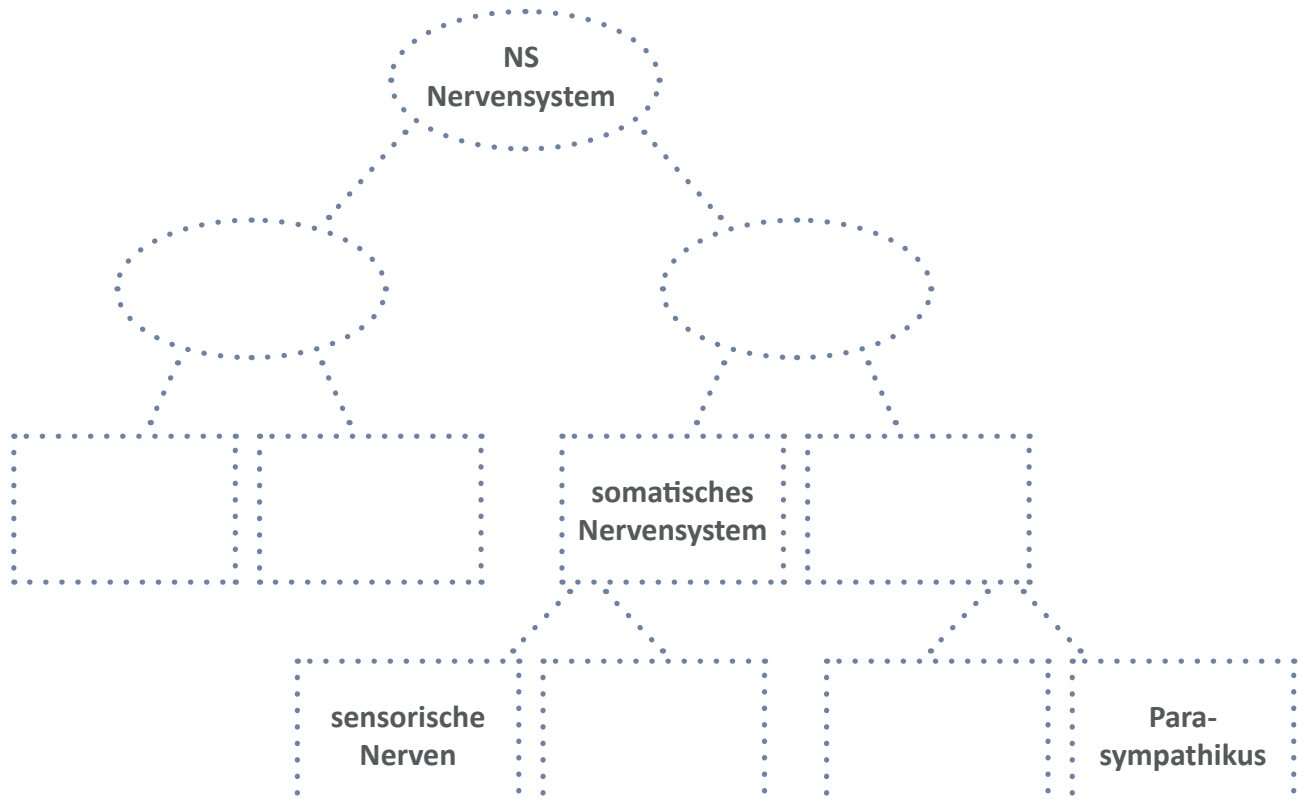 NS
Nervensystem
somatisches
Nervensystem
sensorische
Nerven
Para-
sympathikus